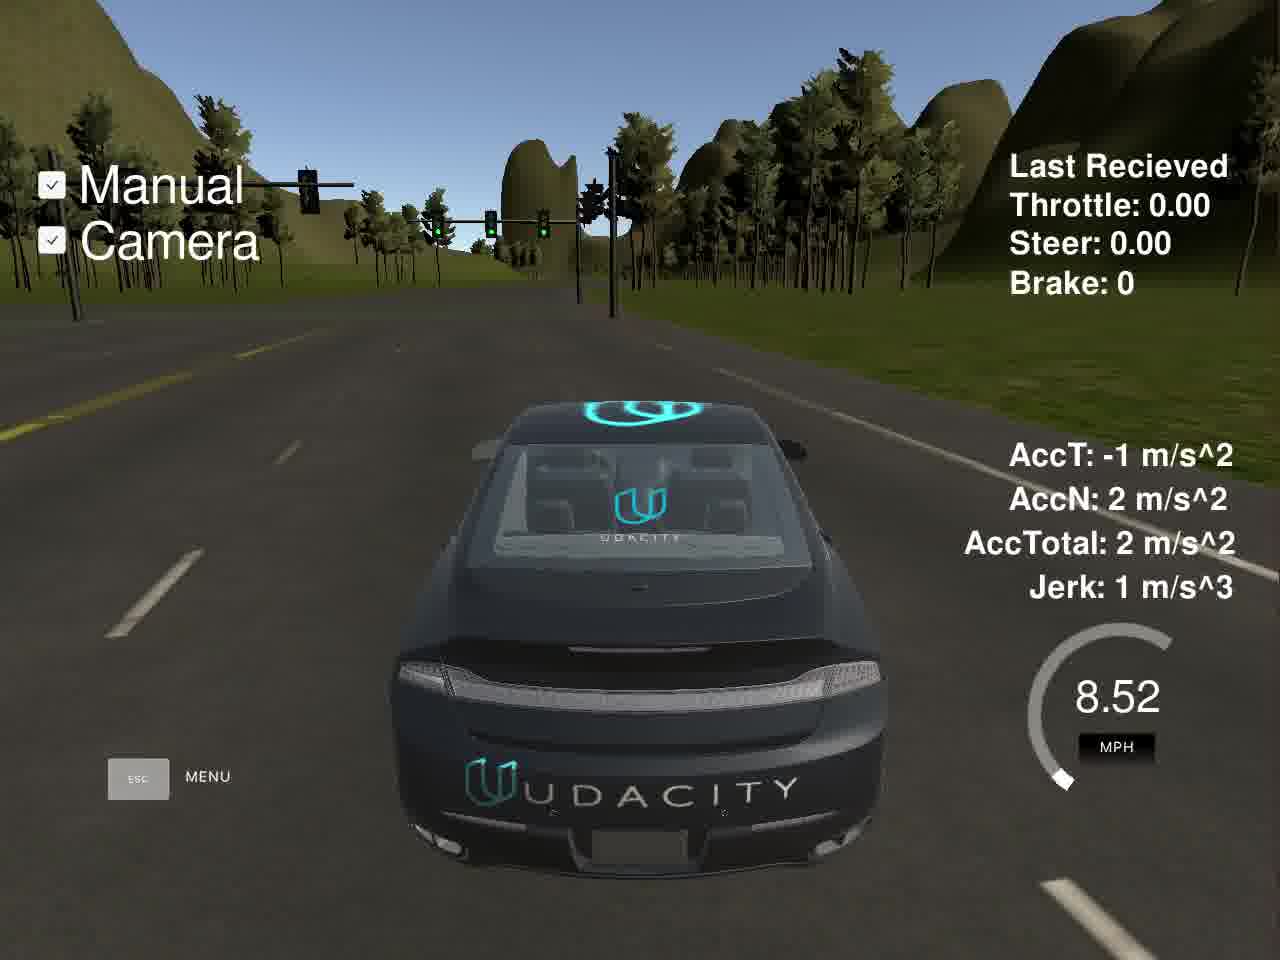 Manual
Camera
Last Recieved
Throttle: 0.00
Steer: 0.00
Brake: 0
AccT: -1 m/s^2
AccN: 2 m/s^2
AccTotal: 2 m/s^2
Jerk: 1 m/s^3
UDACITY
8.52
MPH
ESC MENU
UDACITY